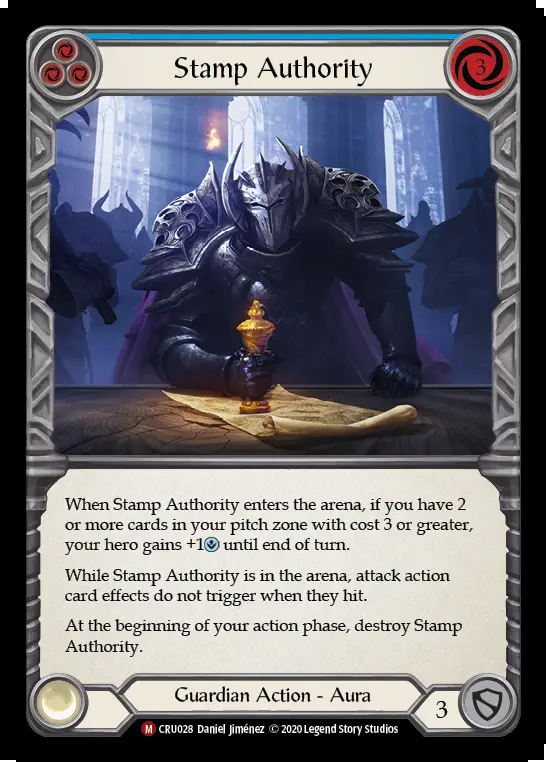 Stamp Authority
3
When Stamp Authority enters the arena, if you have 2
or more cards in your pitch zone with cost 3 or greater,
your hero gains +1 until end of turn.
While Stamp Authority is in the arena, attack action
card effects do not trigger when they hit.
At the beginning of your action phase, destroy Stamp
Authority.
Guardian Action - Aura
3
M CRU028 Daniel Jiménez © 2020 Legend Story Studios